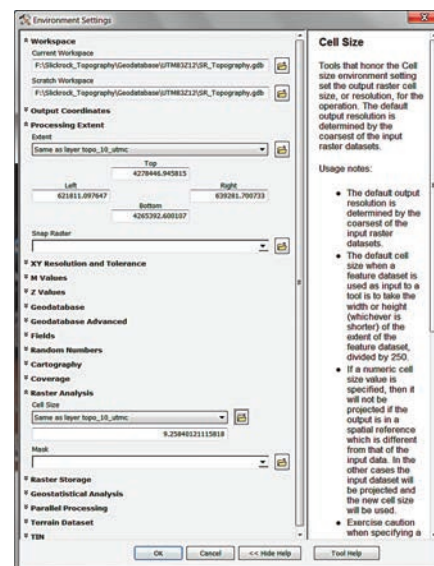 Environment Settings
Workspace
Current Workspace
F:\Slickrock_Topography\Geodatabase\UTM83Z12\SR_Topography.gdb
Scratch Workspace
F:\Slickrock_Topography\Geodatabase\UTM83Z12\SR_Topography.gdb
Output Coordinates
Processing Extent
Extent
Same as layer topo_10_utmc
Top
4278446.945815
Left
Right
621811.097647
639281.700733
Bottom
4265392.600107
Snap Raster
XY Resolution and Tolerance
M Values
Z Values
Geodatabase
Geodatabase Advanced
Fields
Random Numbers
Cartography
Coverage
Raster Analysis
Cell Size
Same as layer topo_10_utmc
9.25840121115818
Mask
Raster Storage
Geostatistical Analysis
Parallel Processing
Terrain Dataset
TIN
OK
Cancel
<< Hide Help
Tool Help
Cell Size
Tools that honor the Cell
size environment setting
set the output raster cell
size, or resolution, for the
operation. The default
output resolution is
determined by the
coarsest of the input
raster datasets.
Usage notes:
• The default output
resolution is
determined by the
coarsest of the
input raster
datasets.
• The default cell
size when a
feature dataset is
used as input to a
tool is to take the
width or height
(whichever is
shorter) of the
extent of the
feature dataset,
divided by 250.
• If a numeric cell
size value is
specified, then it
will not be
projected if the
output is in a
spatial reference
which is different
from that of the
input data. In the
other cases the
input dataset will
be projected and
the new cell size
will be used.
• Exercise caution
when specifying a